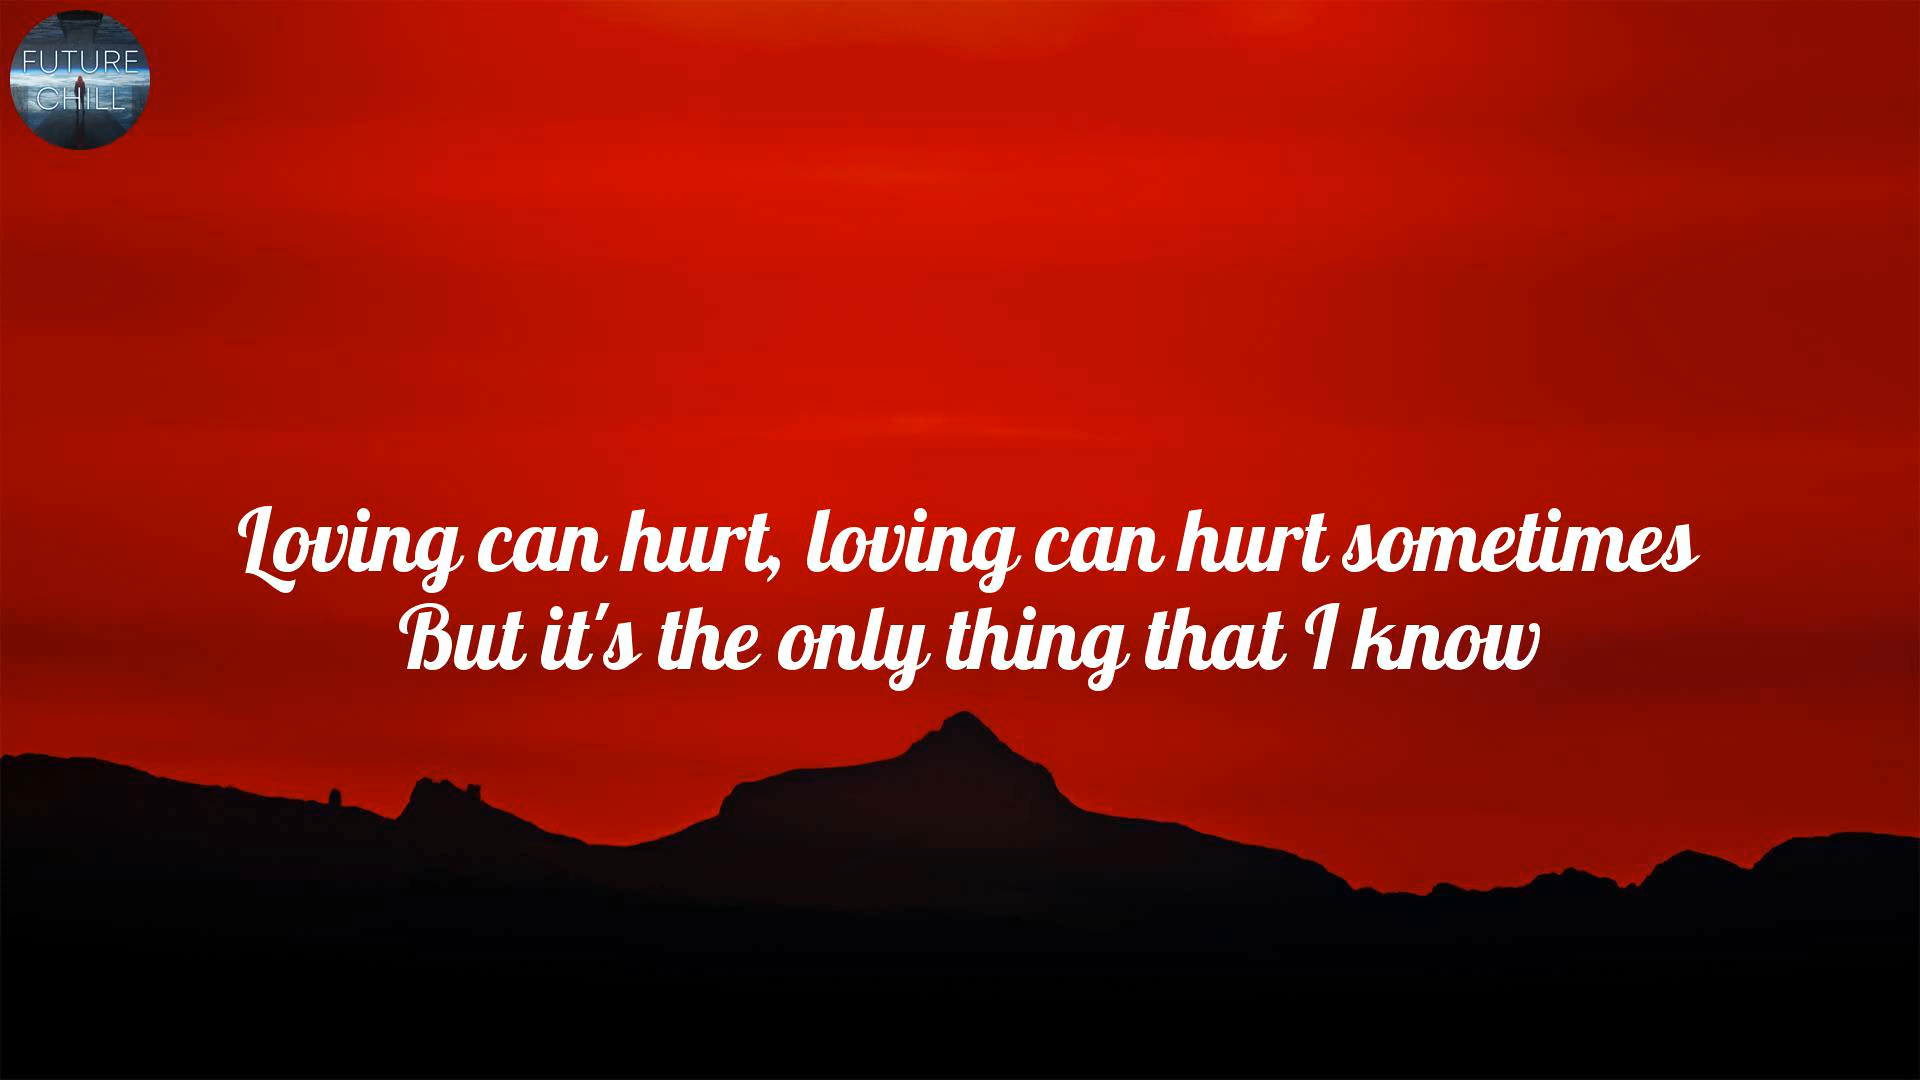 FUTURE
CHILL
Loving can hurt, loving can hurt sometimes
But it's the only thing that I know